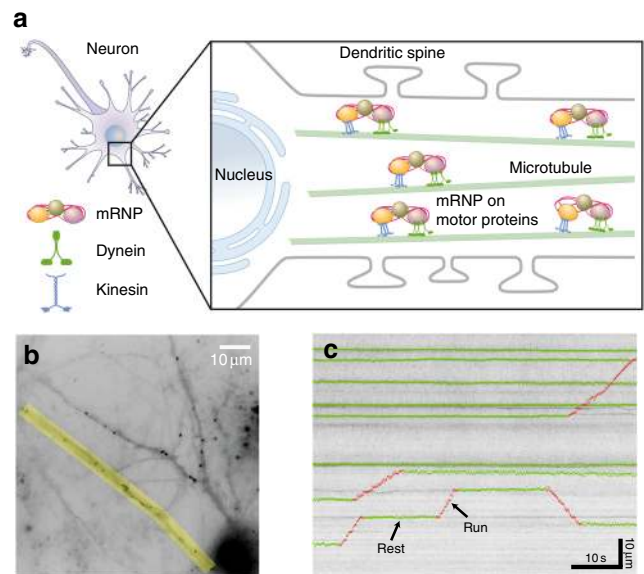 a
Neuron
Dendritic spine
Nucleus
Microtubule
mRNP on
motor proteins
mRNP
Dynein
Kinesin
b
10 μm
c
Run
Rest
10 s
10 μm